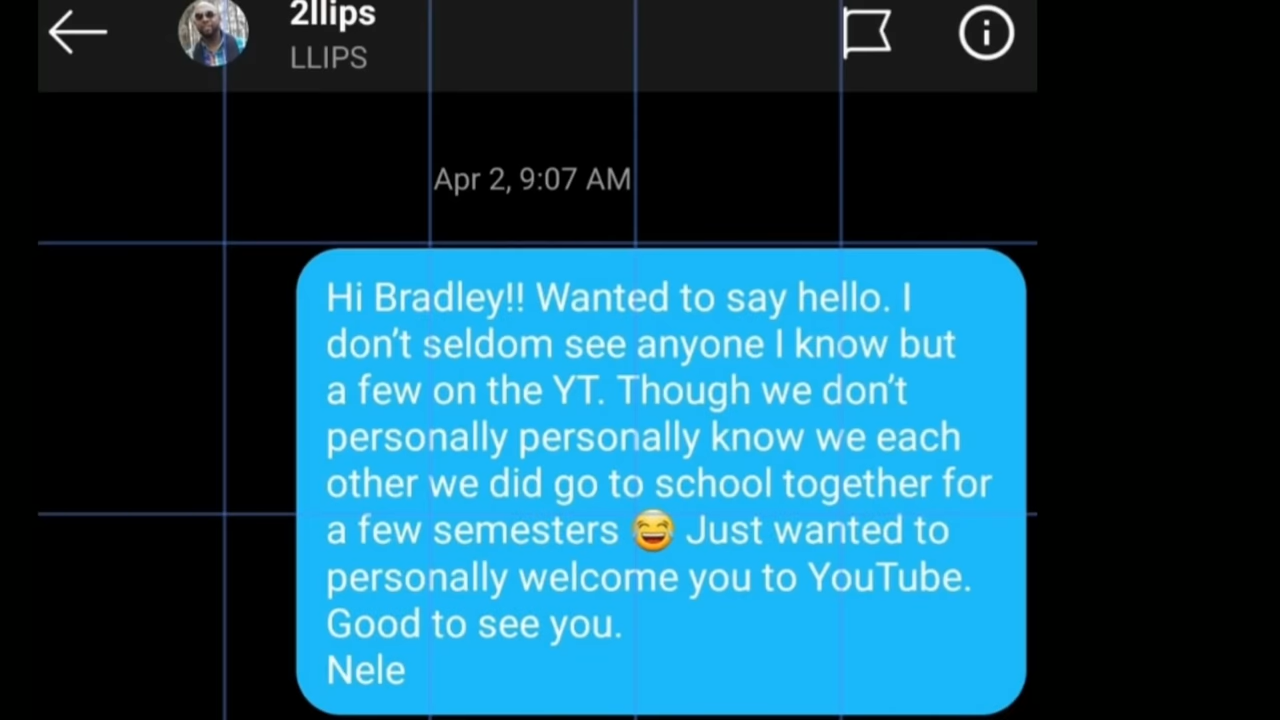 2llips
LLIPS
Apr 2, 9:07 AM
Hi Bradley!! Wanted to say hello. I
don't seldom see anyone I know but
a few on the YT. Though we don't
personally personally know we each
other we did go to school together for
a few semesters 😂 Just wanted to
personally welcome you to YouTube.
Good to see you.
Nele